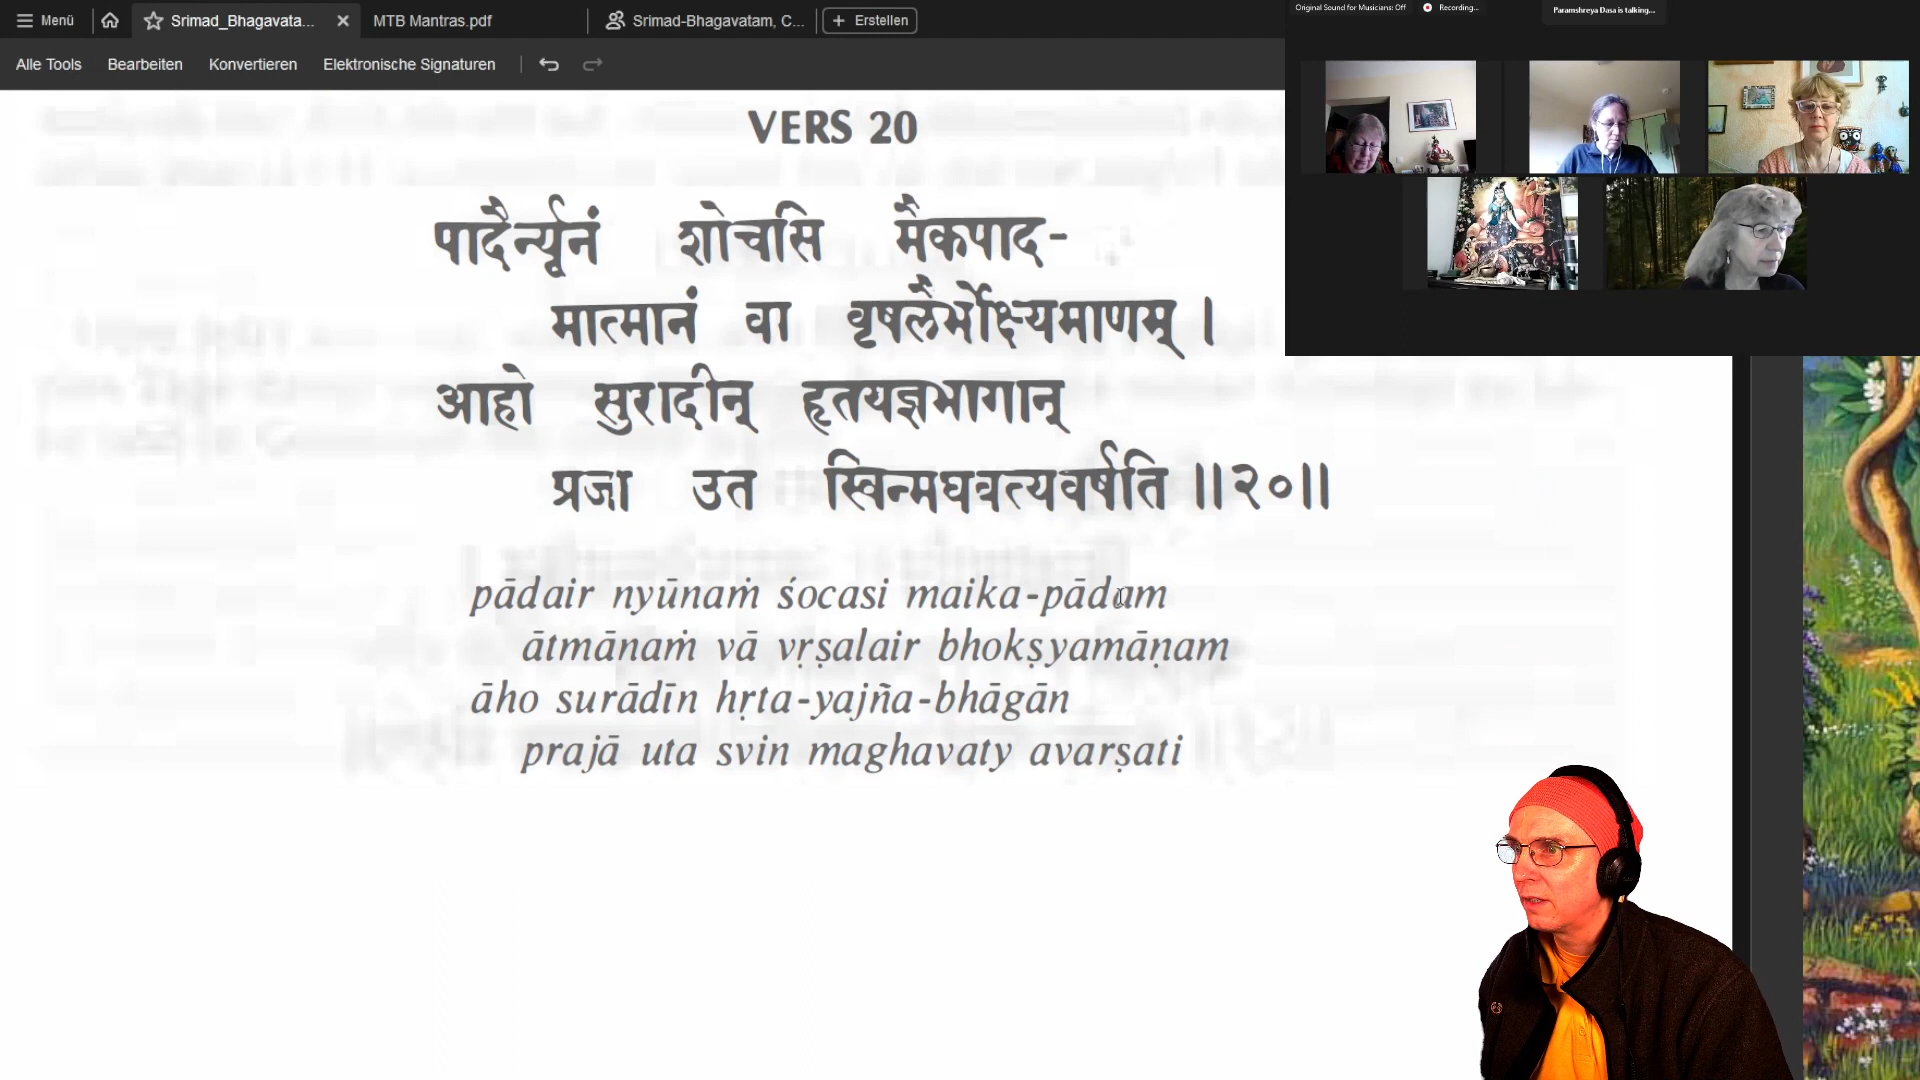 Menü
Srimad_Bhagavata...
MTB Mantras.pdf
Srimad-Bhagavatam, C...
Erstellen
Original Sound for Musicians: Off
Recording...
Paramshreya Dasa is talking...
Alle Tools
Bearbeiten
Konvertieren
Elektronische Signaturen
VERS 20
पादैर्न्यूनं शोचसि मैकपाद-
मात्मानं वा वृषलैर्भोक्ष्यमाणम् ।
आहो सुरादीन् हृतयज्ञभागान्
प्रजा उत स्विन्मघवत्यवर्षति ॥२०॥
pādair nyūnaṁ śocasi maika-pādam
ātmānaṁ vā vṛṣalair bhokṣyamāṇam
āho surādīn hṛta-yajña-bhāgān
prajā uta svin maghavaty avarṣati